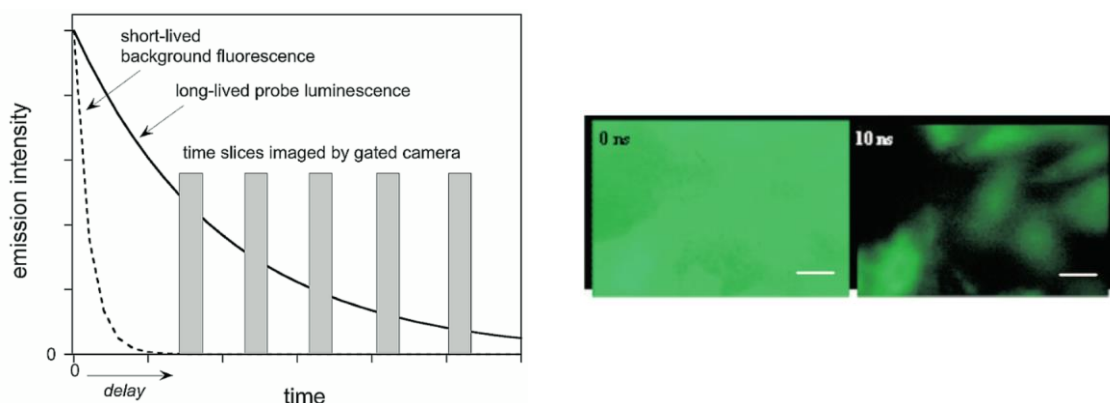 short-lived
background fluorescence
long-lived probe luminescence
time slices imaged by gated camera
emission intensity
0
0
delay
time
0 ns
10 ns